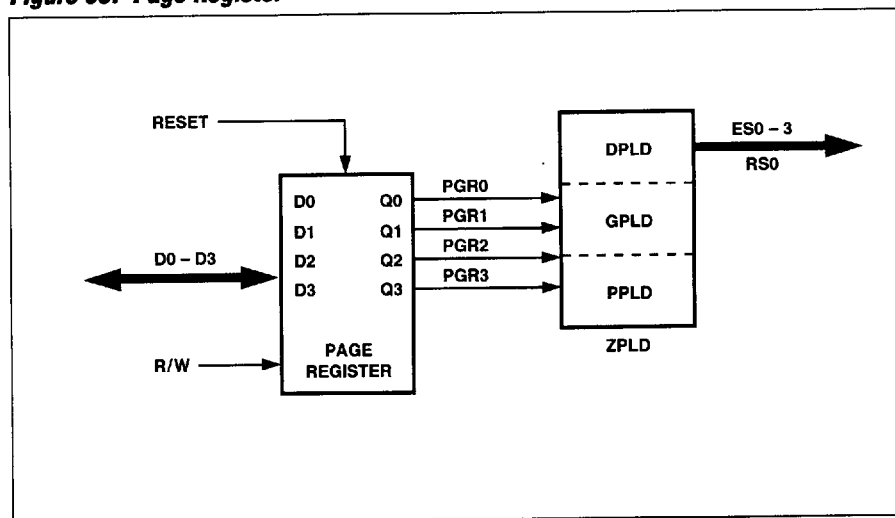 RESET
ES0 – 3
DPLD
RS0
PGR0
D0 Q0
PGR1
D1 Q1
GPLD
PGR2
D0 – D3
D2 Q2
PGR3
D3 Q3
PPLD
PAGE
REGISTER
R/W
ZPLD